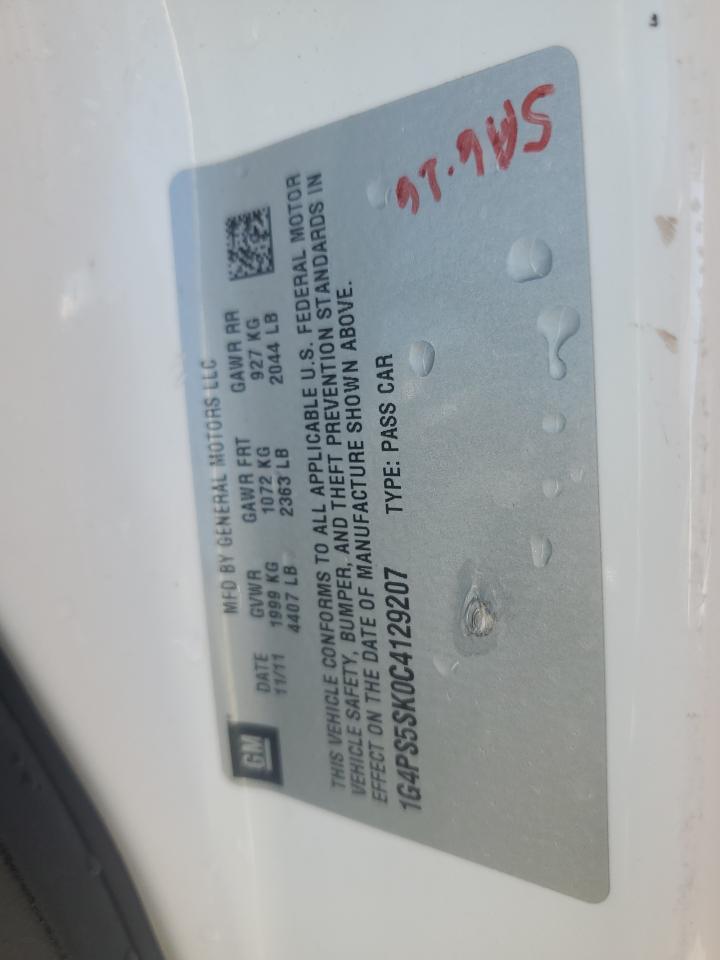 GM
MFD BY GENERAL MOTORS LLC
DATE GVWR GAWR FRT GAWR RR
11/11 1999 KG 1072 KG 927 KG
4407 LB 2363 LB 2044 LB
THIS VEHICLE CONFORMS TO ALL APPLICABLE U.S. FEDERAL MOTOR
VEHICLE SAFETY, BUMPER, AND THEFT PREVENTION STANDARDS IN
EFFECT ON THE DATE OF MANUFACTURE SHOWN ABOVE.
1G4PS5SK0C4129207 TYPE: PASS CAR